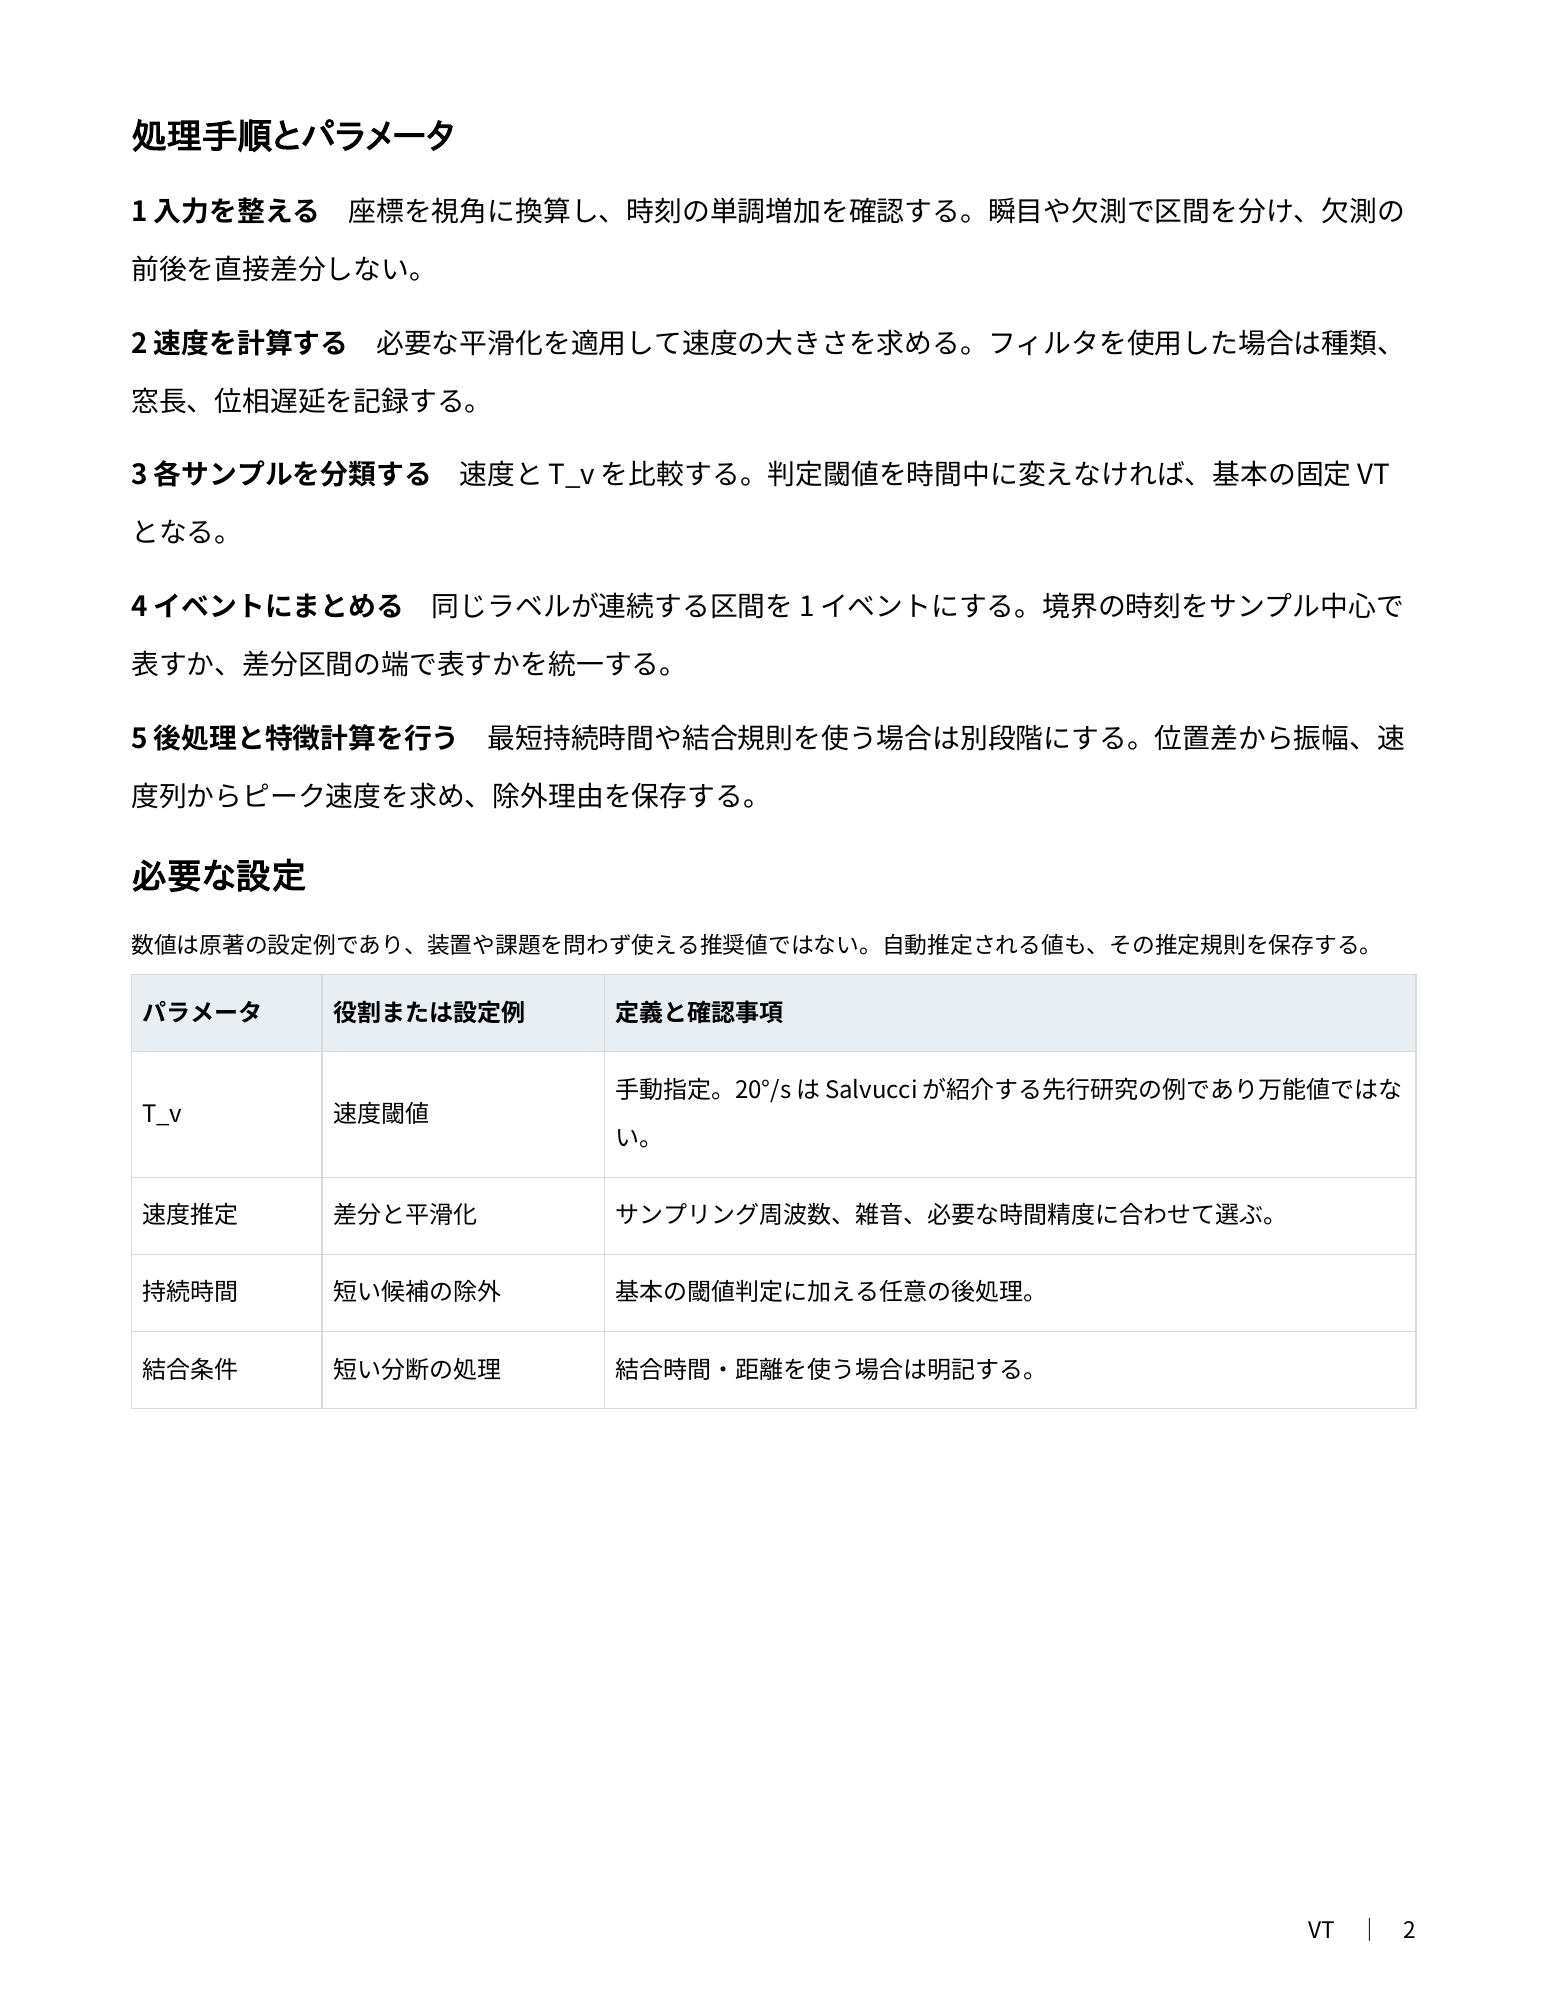 処理手順とパラメータ
1 入力を整える　座標を視角に換算し、時刻の単調増加を確認する。瞬目や欠測で区間を分け、欠測の
前後を直接差分しない。
2 速度を計算する　必要な平滑化を適用して速度の大きさを求める。フィルタを使用した場合は種類、
窓長、位相遅延を記録する。
3 各サンプルを分類する　速度と T_v を比較する。判定閾値を時間中に変えなければ、基本の固定 VT
となる。
4 イベントにまとめる　同じラベルが連続する区間を 1 イベントにする。境界の時刻をサンプル中心で
表すか、差分区間の端で表すかを統一する。
5 後処理と特徴計算を行う　最短持続時間や結合規則を使う場合は別段階にする。位置差から振幅、速
度列からピーク速度を求め、除外理由を保存する。
必要な設定
数値は原著の設定例であり、装置や課題を問わず使える推奨値ではない。自動推定される値も、その推定規則を保存する。
パラメータ　役割または設定例　定義と確認事項
T_v　速度閾値　手動指定。20°/s は Salvucci が紹介する先行研究の例であり万能値ではな
い。
速度推定　差分と平滑化　サンプリング周波数、雑音、必要な時間精度に合わせて選ぶ。
持続時間　短い候補の除外　基本の閾値判定に加える任意の後処理。
結合条件　短い分断の処理　結合時間・距離を使う場合は明記する。
VT ｜ 2